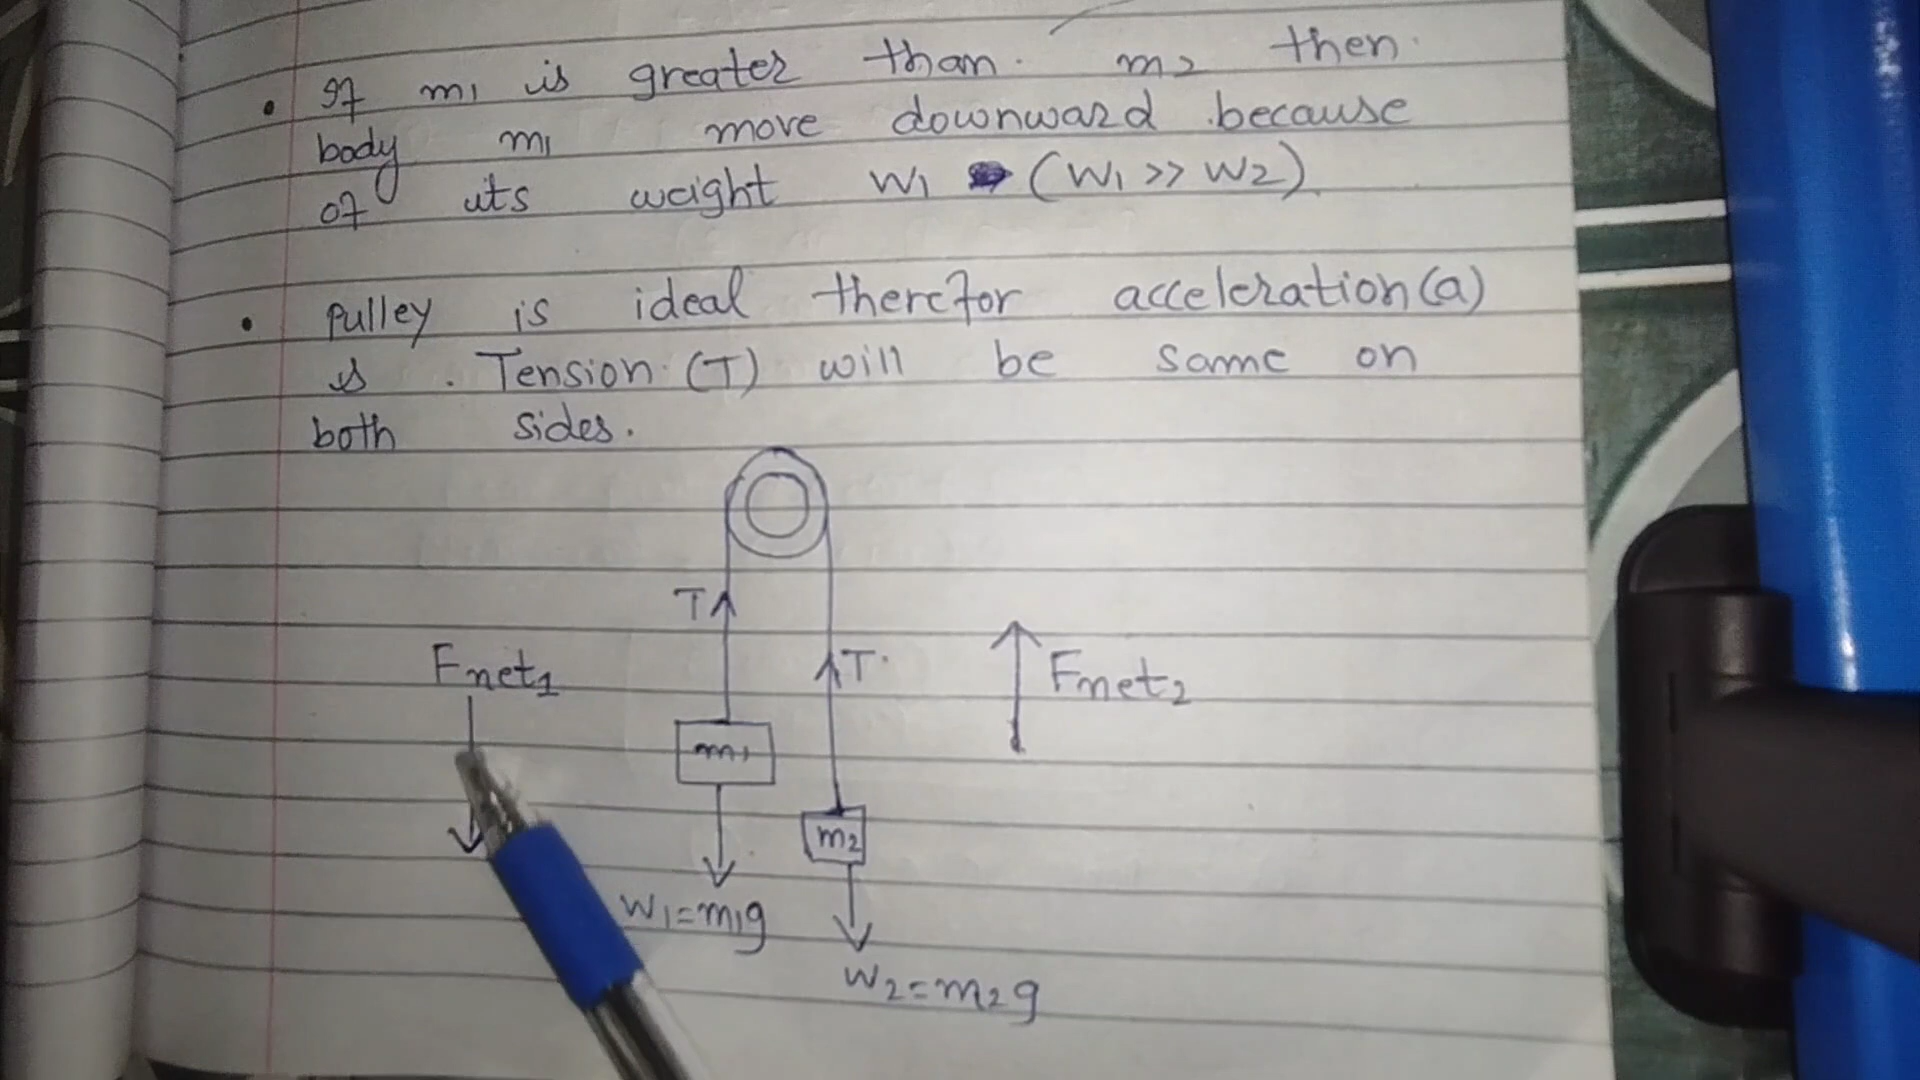 • If m1 is greater than m2 then
body m1 move downward because
of its weight W1 (W1 >> W2)
• Pulley is ideal therefor acceleration(a)
is . Tension (T) will be same on
both sides.
T
T
Fnet1
Fnet2
m1
m2
W1=m1g
W2=m2g